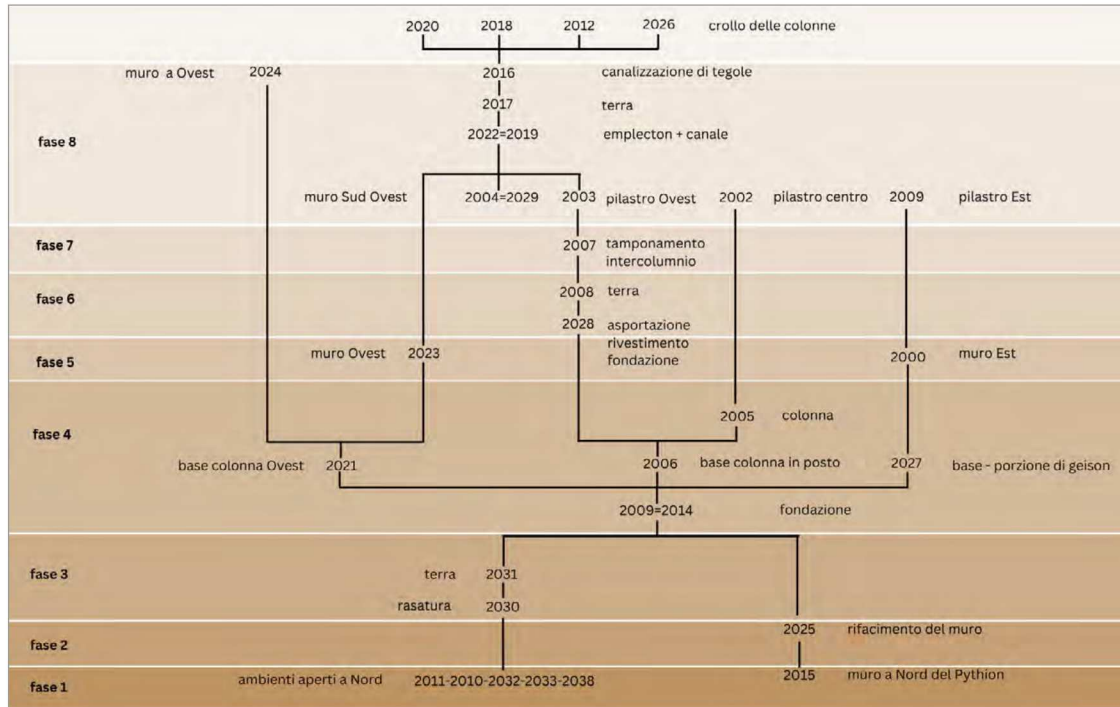 2020 2018 2012 2026 crollo delle colonne
muro a Ovest 2024 2016 canalizzazione di tegole
2017 terra
fase 8 2022=2019 emplecton + canale
muro Sud Ovest 2004=2029 2003 pilastro Ovest 2002 pilastro centro 2009 pilastro Est
fase 7 2007 tamponamento
intercolumnio
fase 6 2008 terra
2028 asportazione
rivestimento
fondazione
fase 5 muro Ovest 2023 2000 muro Est
2005 colonna
fase 4
base colonna Ovest 2021 2006 base colonna in posto 2027 base - porzione di geison
2009=2014 fondazione
fase 3 terra 2031
rasatura 2030
2025 rifacimento del muro
fase 2
fase 1 ambienti aperti a Nord 2011-2010-2032-2033-2038 2015 muro a Nord del Pythion